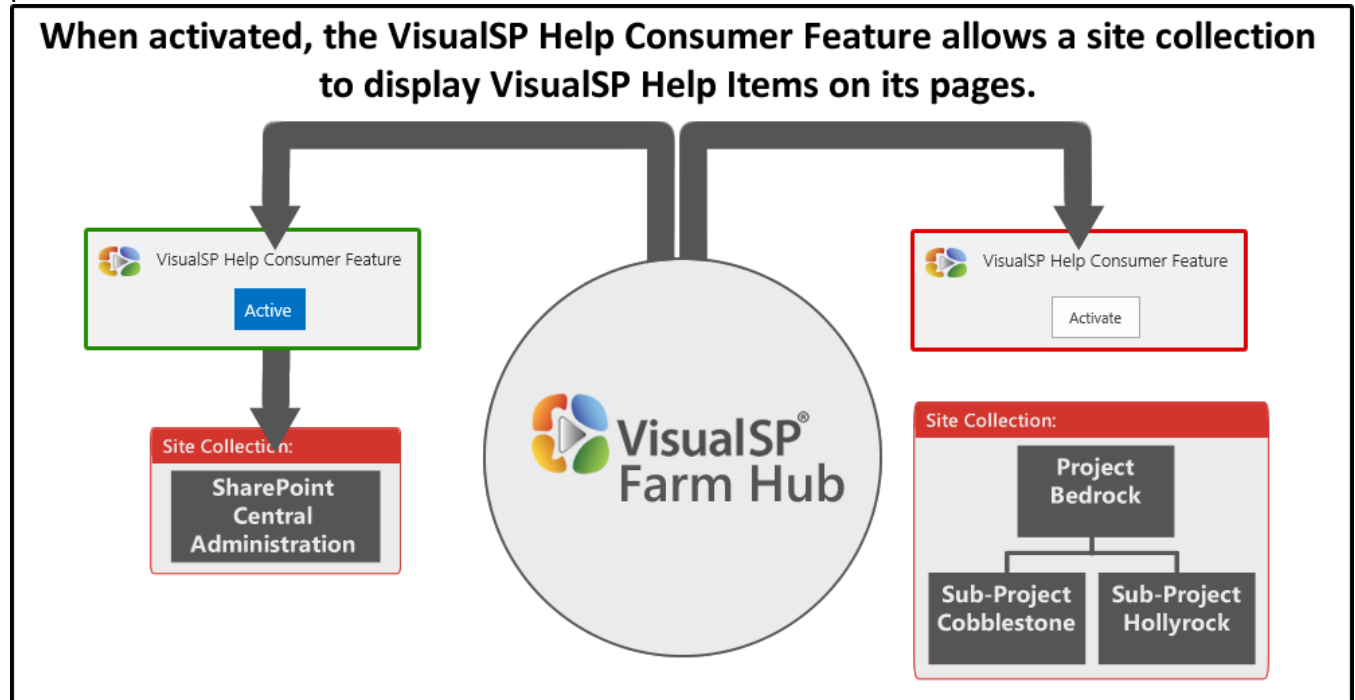 When activated, the VisualSP Help Consumer Feature allows a site collection
to display VisualSP Help Items on its pages.
VisualSP Help Consumer Feature
Active
VisualSP Help Consumer Feature
Activate
Site Collection:
SharePoint
Central
Administration
VisualSP®
Farm Hub
Site Collection:
Project
Bedrock
Sub-Project
Cobblestone
Sub-Project
Hollyrock